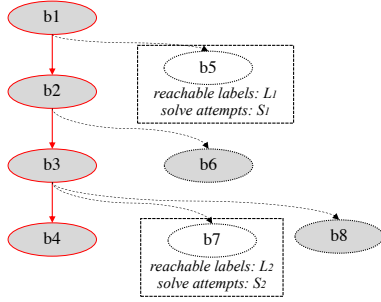 b1
b5
reachable labels: L1
solve attempts: S1
b2
b3
b6
b4
b7
b8
reachable labels: L2
solve attempts: S2